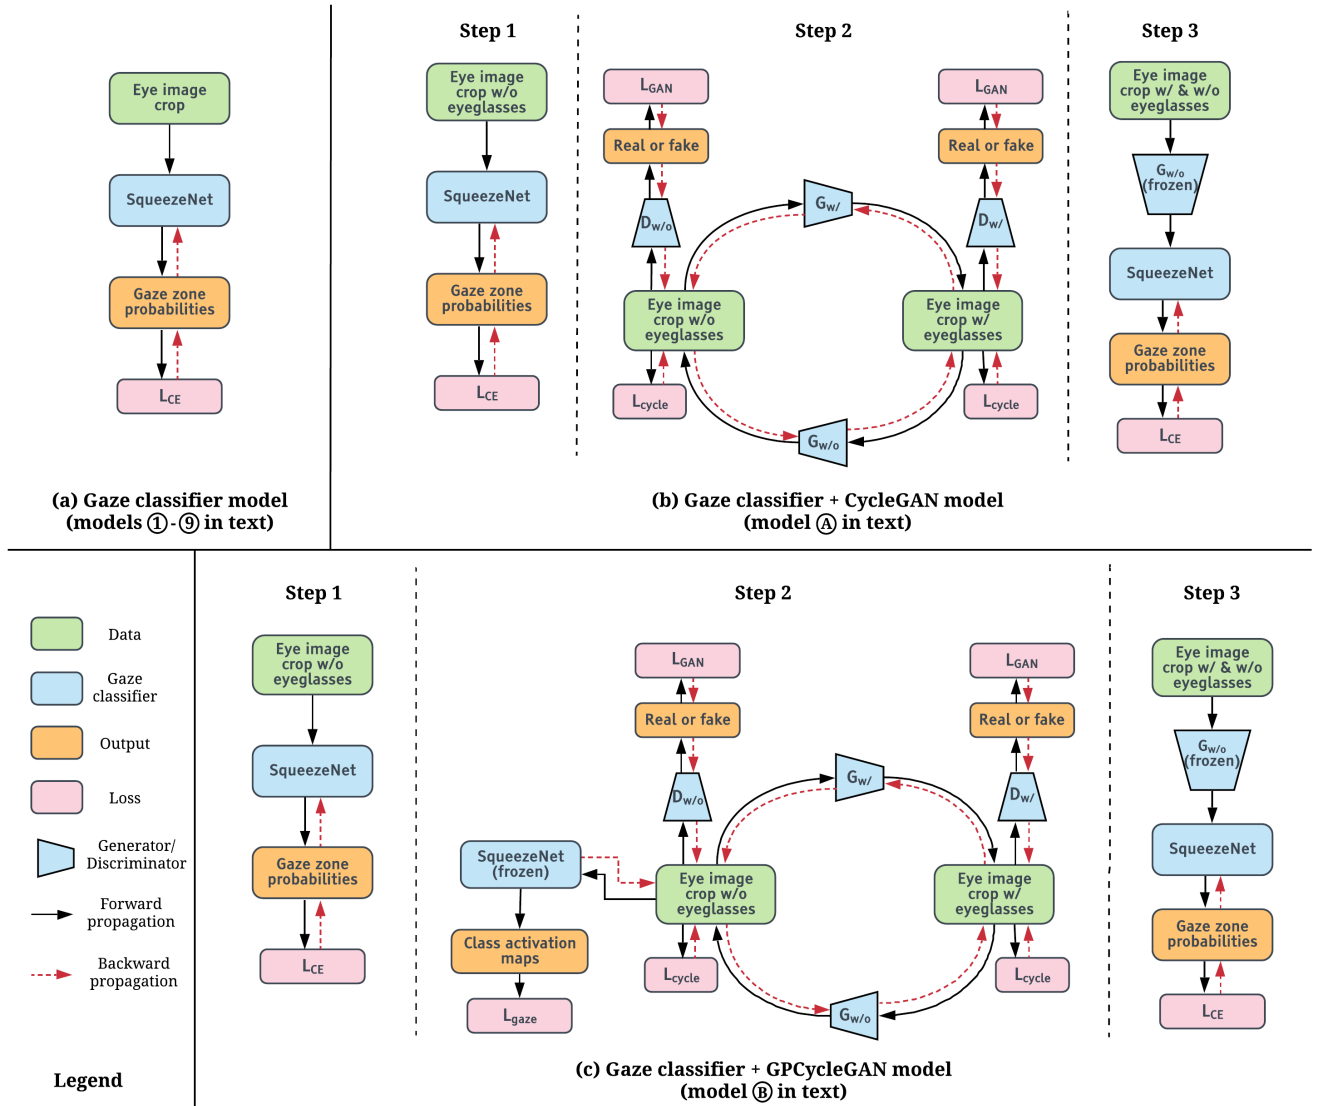 Eye image
crop
SqueezeNet
Gaze zone
probabilities
LCE
(a) Gaze classifier model
(models ①-⑨ in text)
Step 1
Eye image
crop w/o
eyeglasses
SqueezeNet
Gaze zone
probabilities
LCE
Step 2
LGAN
Real or fake
Dw/o
Eye image
crop w/o
eyeglasses
Lcycle
Gw/
Gw/o
LGAN
Real or fake
Dw/
Eye image
crop w/
eyeglasses
Lcycle
Step 3
Eye image
crop w/ & w/o
eyeglasses
Gw/o
(frozen)
SqueezeNet
Gaze zone
probabilities
LCE
(b) Gaze classifier + CycleGAN model
(model Ⓐ in text)
Data
Gaze
classifier
Output
Loss
Generator/
Discriminator
Forward
propagation
Backward
propagation
Legend
Step 1
Eye image
crop w/o
eyeglasses
SqueezeNet
Gaze zone
probabilities
LCE
Step 2
LGAN
Real or fake
Dw/o
SqueezeNet
(frozen)
Class activation
maps
Lgaze
Eye image
crop w/o
eyeglasses
Lcycle
Gw/
Gw/o
LGAN
Real or fake
Dw/
Eye image
crop w/
eyeglasses
Lcycle
Step 3
Eye image
crop w/ & w/o
eyeglasses
Gw/o
(frozen)
SqueezeNet
Gaze zone
probabilities
LCE
(c) Gaze classifier + GPCycleGAN model
(model Ⓑ in text)